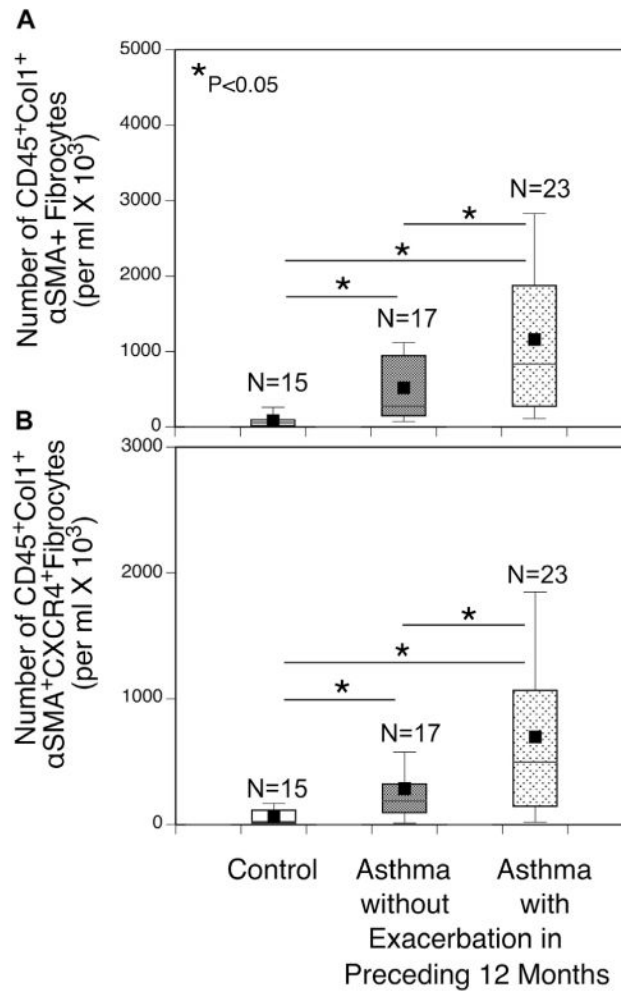 A
Number of CD45⁺Col1⁺
αSMA+ Fibrocytes
(per ml X 10³)
5000
4000
3000
2000
1000
0
*P<0.05
N=15
N=17
N=23
*
*
*
B
Number of CD45⁺Col1⁺
αSMA⁺CXCR4⁺Fibrocytes
(per ml X 10³)
3000
2000
1000
0
N=15
N=17
N=23
*
*
*
Control
Asthma
without
Asthma
with
Exacerbation in
Preceding 12 Months